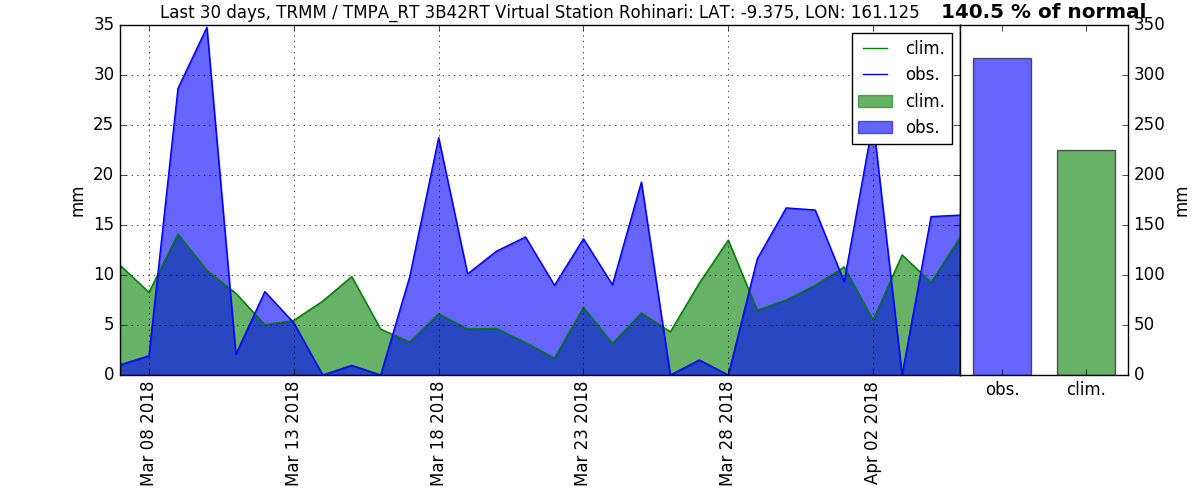 Last 30 days, TRMM / TMPA_RT 3B42RT Virtual Station Rohinari: LAT: -9.375, LON: 161.125
140.5 % of normal
35
30
25
20
15
10
5
0
mm
clim.
obs.
clim.
obs.
350
300
250
200
150
100
50
0
mm
Mar 08 2018
Mar 13 2018
Mar 18 2018
Mar 23 2018
Mar 28 2018
Apr 02 2018
obs.
clim.